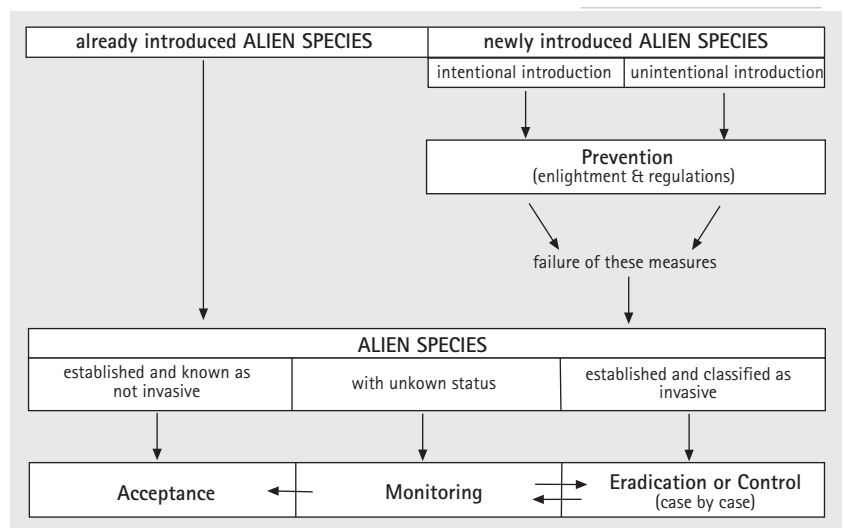 already introduced ALIEN SPECIES
newly introduced ALIEN SPECIES
intentional introduction
unintentional introduction
Prevention
(enlightment & regulations)
failure of these measures
ALIEN SPECIES
established and known as
not invasive
with unkown status
established and classified as
invasive
Acceptance
Monitoring
Eradication or Control
(case by case)